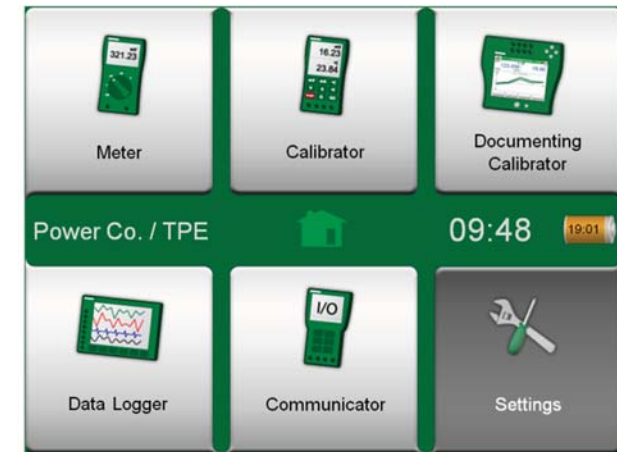 321.23
Meter
16.23
23.84
Calibrator
Documenting
Calibrator
Power Co. / TPE
09:48
19:01
Data Logger
I/O
Communicator
Settings